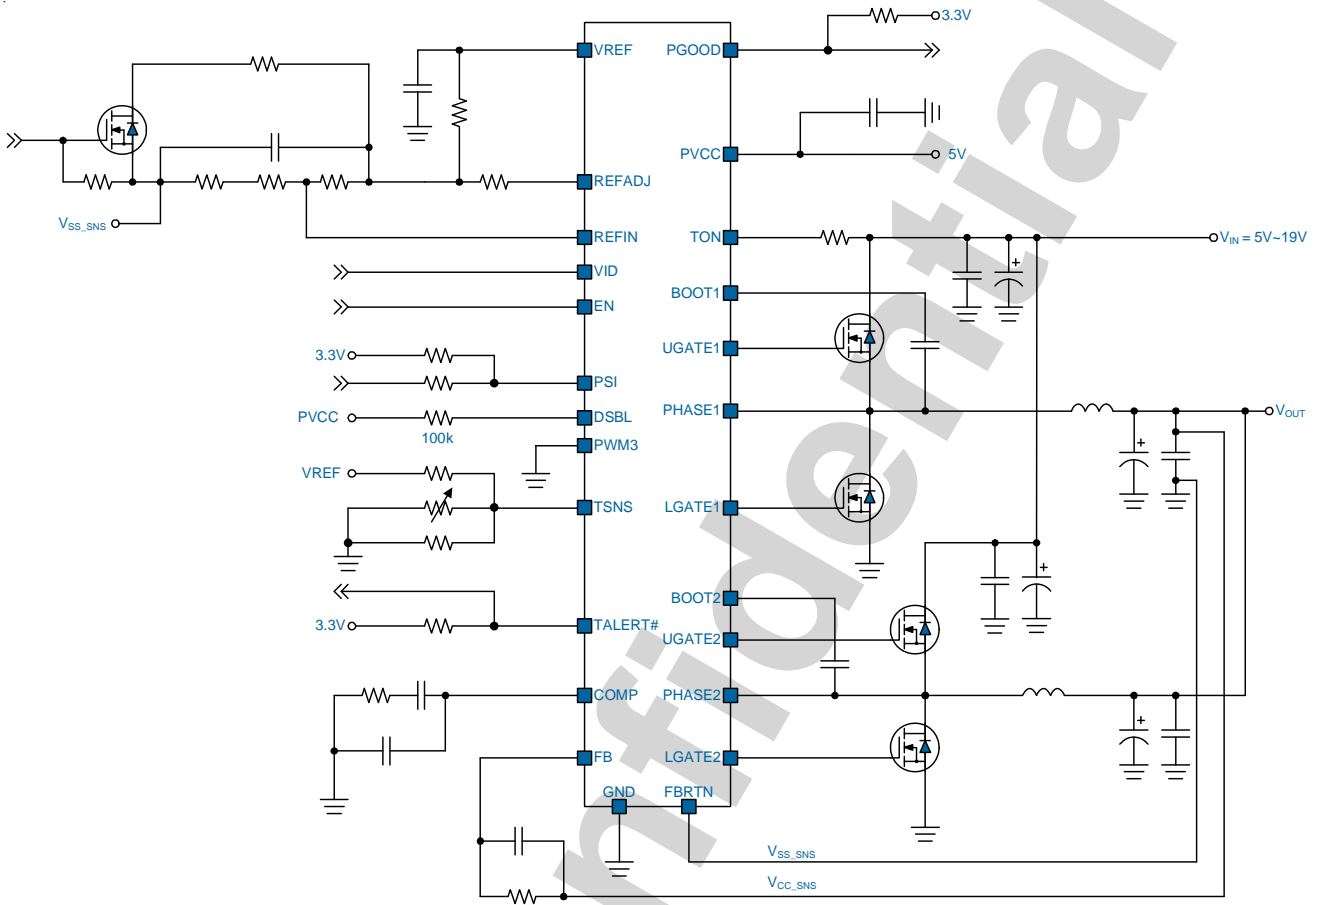 3.3V
VREF
PGOOD
PVCC
5V
REFADJ
VSS_SNS
REFIN
TON
VIN = 5V~19V
VID
BOOT1
EN
UGATE1
3.3V
PSI
PHASE1
VOUT
PVCC
DSBL
100k
PWM3
VREF
TSNS
LGATE1
BOOT2
3.3V
TALERT#
UGATE2
COMP
PHASE2
FB
LGATE2
GND
FBRTN
VSS_SNS
VCC_SNS
nfidential